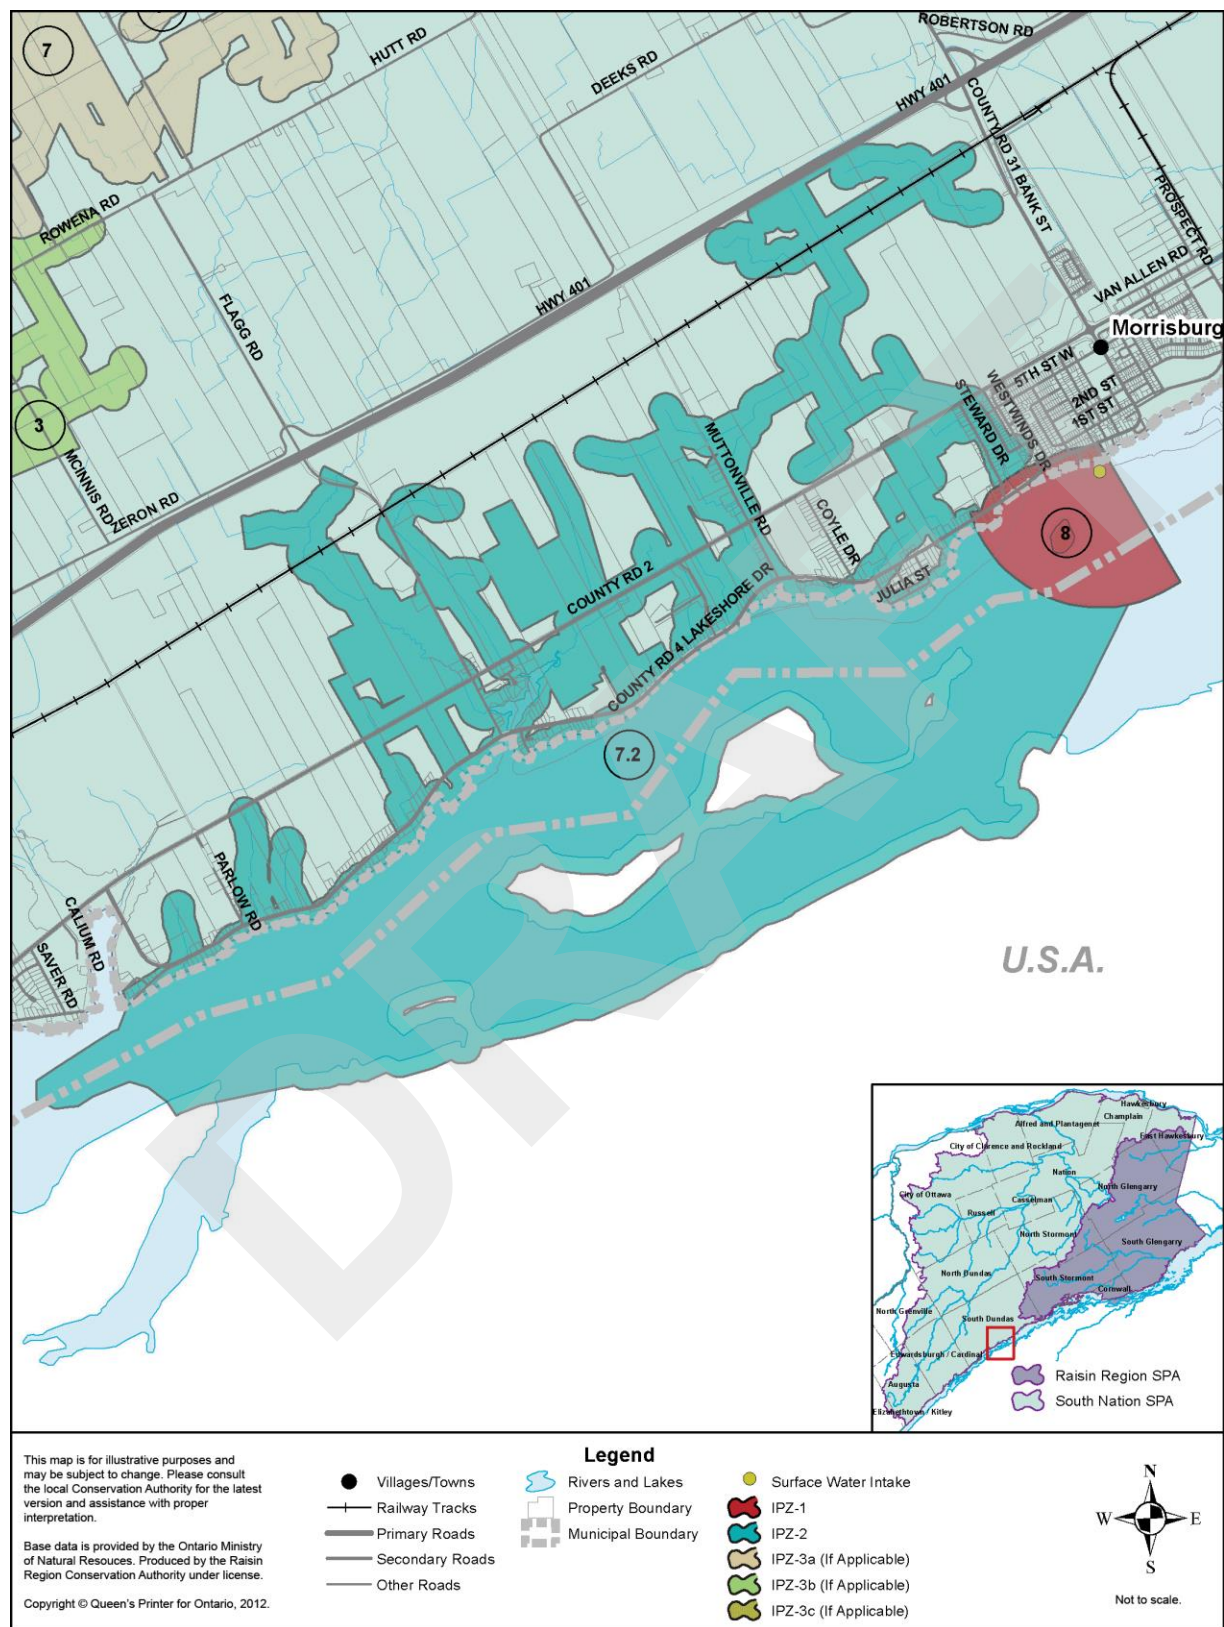 ROBERTSON RD
7
HUTT RD
DEEKS RD
HWY 401
COUNTY RD 31 BANK ST
PROSPECT RD
ROWENA RD
VAN ALLEN RD
FLAGG RD
HWY 401
Morrisburg
5TH ST W
WESTWINDS DR
2ND ST
1ST ST
STEWARD DR
3
MCINNIS RD
ZERON RD
MUTTONVILLE RD
COYLE DR
8
JULIA ST
COUNTY RD 2
COUNTY RD 4 LAKESHORE DR
7.2
PARLOW RD
CALIUM RD
SAVER RD
U.S.A.
DRAFT
Hawkesbury
Champlain
Alfred and Plantagenet
East Hawkesbury
City of Clarence and Rockland
Nation
North Glengarry
City of Ottawa
Casselman
Russell
North Stormont
South Glengarry
North Dundas
South Stormont
Cornwall
North Grenville
South Dundas
Edwardsburgh / Cardinal
Augusta
Elizabethtown / Kitley
Raisin Region SPA
South Nation SPA
This map is for illustrative purposes and
may be subject to change. Please consult
the local Conservation Authority for the latest
version and assistance with proper
interpretation.
Base data is provided by the Ontario Ministry
of Natural Resouces. Produced by the Raisin
Region Conservation Authority under license.
Copyright © Queen's Printer for Ontario, 2012.
Legend
Villages/Towns
Railway Tracks
Primary Roads
Secondary Roads
Other Roads
Rivers and Lakes
Property Boundary
Municipal Boundary
Surface Water Intake
IPZ-1
IPZ-2
IPZ-3a (If Applicable)
IPZ-3b (If Applicable)
IPZ-3c (If Applicable)
N
W E
S
Not to scale.